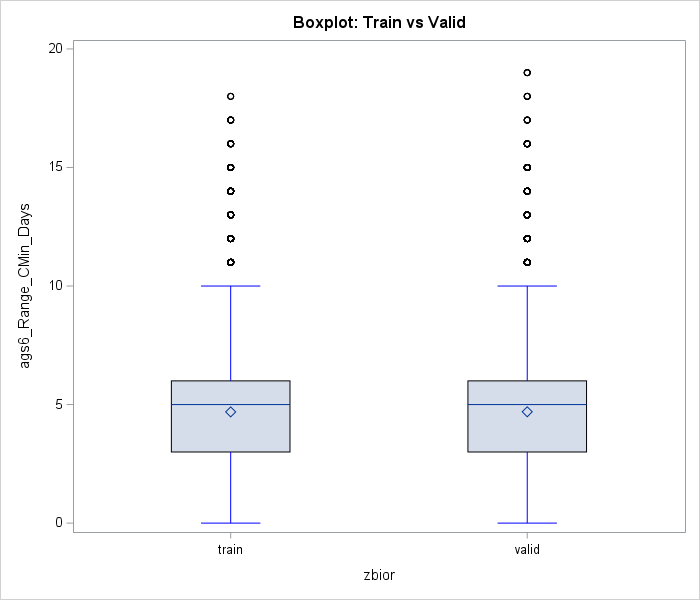 Boxplot: Train vs Valid
20
15
10
5
0
ags6_Range_CMin_Days
train
valid
zbior